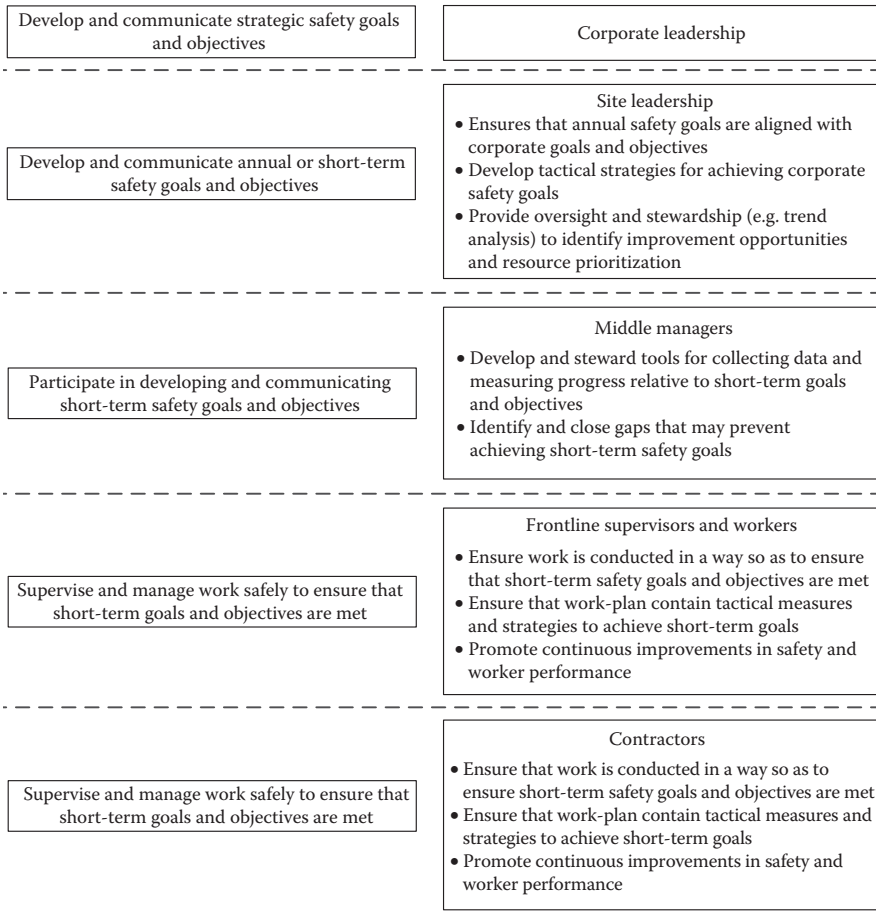 Develop and communicate strategic safety goals
and objectives
Corporate leadership
Develop and communicate annual or short-term
safety goals and objectives
Site leadership
• Ensures that annual safety goals are aligned with
corporate goals and objectives
• Develop tactical strategies for achieving corporate
safety goals
• Provide oversight and stewardship (e.g. trend
analysis) to identify improvement opportunities
and resource prioritization
Participate in developing and communicating
short-term safety goals and objectives
Middle managers
• Develop and steward tools for collecting data and
measuring progress relative to short-term goals
and objectives
• Identify and close gaps that may prevent
achieving short-term safety goals
Supervise and manage work safely to ensure that
short-term goals and objectives are met
Frontline supervisors and workers
• Ensure work is conducted in a way so as to ensure
that short-term safety goals and objectives are met
• Ensure that work-plan contain tactical measures
and strategies to achieve short-term goals
• Promote continuous improvements in safety and
worker performance
Supervise and manage work safely to ensure that
short-term goals and objectives are met
Contractors
• Ensure that work is conducted in a way so as to
ensure short-term safety goals and objectives are met
• Ensure that work-plan contain tactical measures and
strategies to achieve short-term goals
• Promote continuous improvements in safety and
worker performance